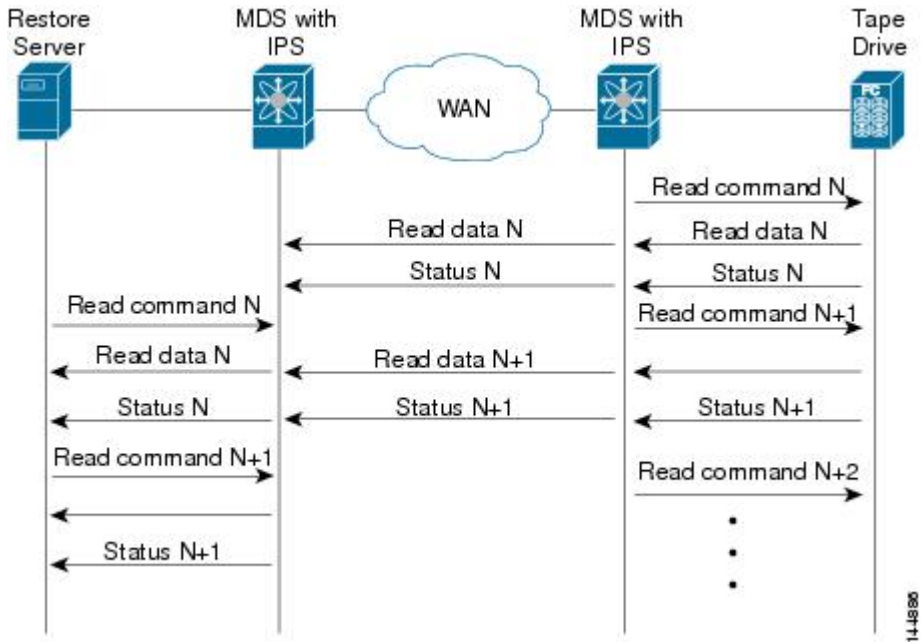 Restore
Server
MDS with
IPS
MDS with
IPS
Tape
Drive
WAN
FC
Read command N
Read data N
Read data N
Status N
Status N
Read command N
Read command N+1
Read data N
Read data N+1
Status N
Status N+1
Status N+1
Read command N+1
Read command N+2
Status N+1
144886